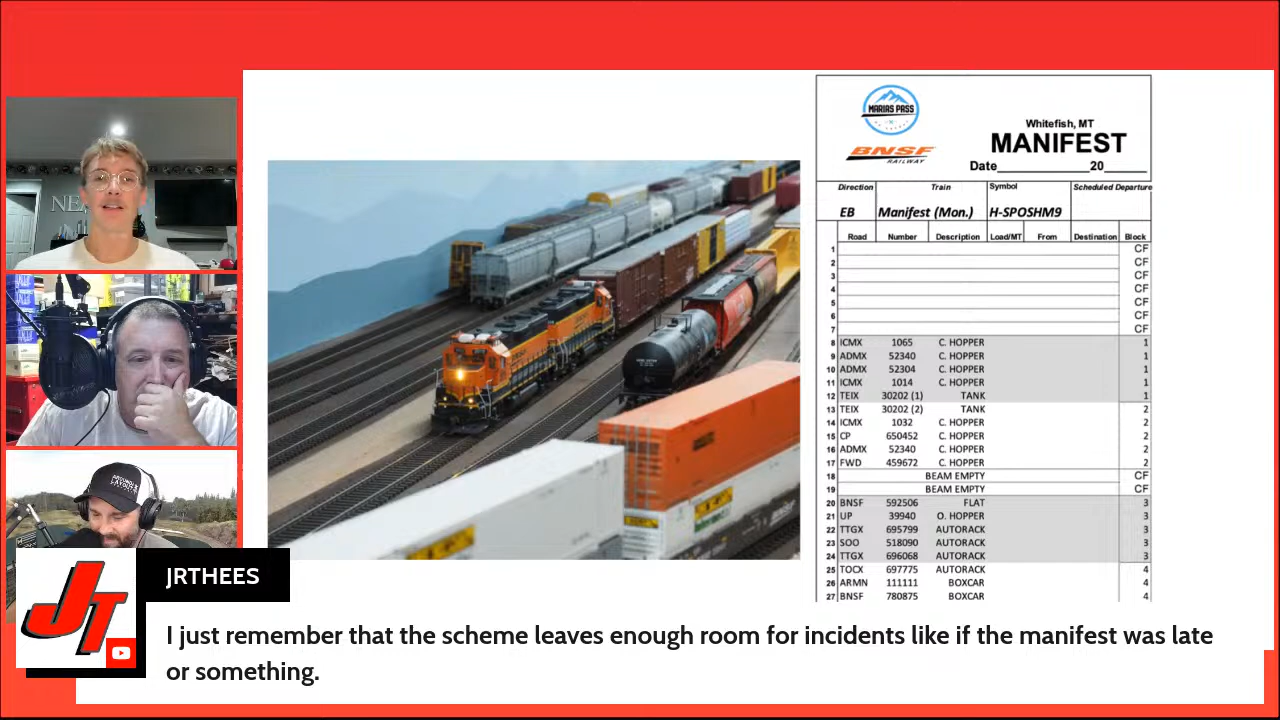 NE
MARIAS PASS
BNSF
RAILWAY
Whitefish, MT
MANIFEST
Date____________20______
Direction Train Symbol Scheduled Departure
EB Manifest (Mon.) H-SPOSHM9
Road Number Description Load/MT From Destination Block
1 CF
2 CF
3 CF
4 CF
5 CF
6 CF
7 CF
8 ICMX 1065 C. HOPPER 1
9 ADMX 52340 C. HOPPER 1
10 ADMX 52304 C. HOPPER 1
11 ICMX 1014 C. HOPPER 1
12 TEIX 30202 (1) TANK 1
13 TEIX 30202 (2) TANK 2
14 ICMX 1032 C. HOPPER 2
15 CP 650452 C. HOPPER 2
16 ADMX 52340 C. HOPPER 2
17 FWD 459672 C. HOPPER 2
18 BEAM EMPTY CF
19 BEAM EMPTY CF
20 BNSF 592506 FLAT 3
21 UP 39940 O. HOPPER 3
22 TTGX 695799 AUTORACK 3
23 SOO 518090 AUTORACK 3
24 TTGX 696068 AUTORACK 3
25 TOCX 697775 AUTORACK 4
26 ARMN 111111 BOXCAR 4
27 BNSF 780875 BOXCAR 4
JT
JRTHEES
I just remember that the scheme leaves enough room for incidents like if the manifest was late
or something.